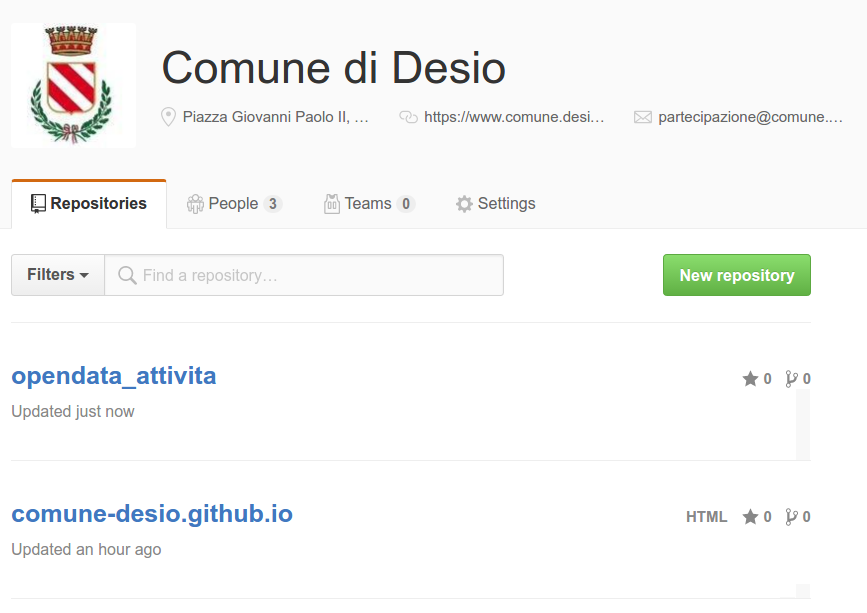 Comune di Desio
Piazza Giovanni Paolo II, … https://www.comune.desi… partecipazione@comune.…
Repositories People 3 Teams 0 Settings
Filters Find a repository… New repository
opendata_attivita 0 0
Updated just now
comune-desio.github.io HTML 0 0
Updated an hour ago